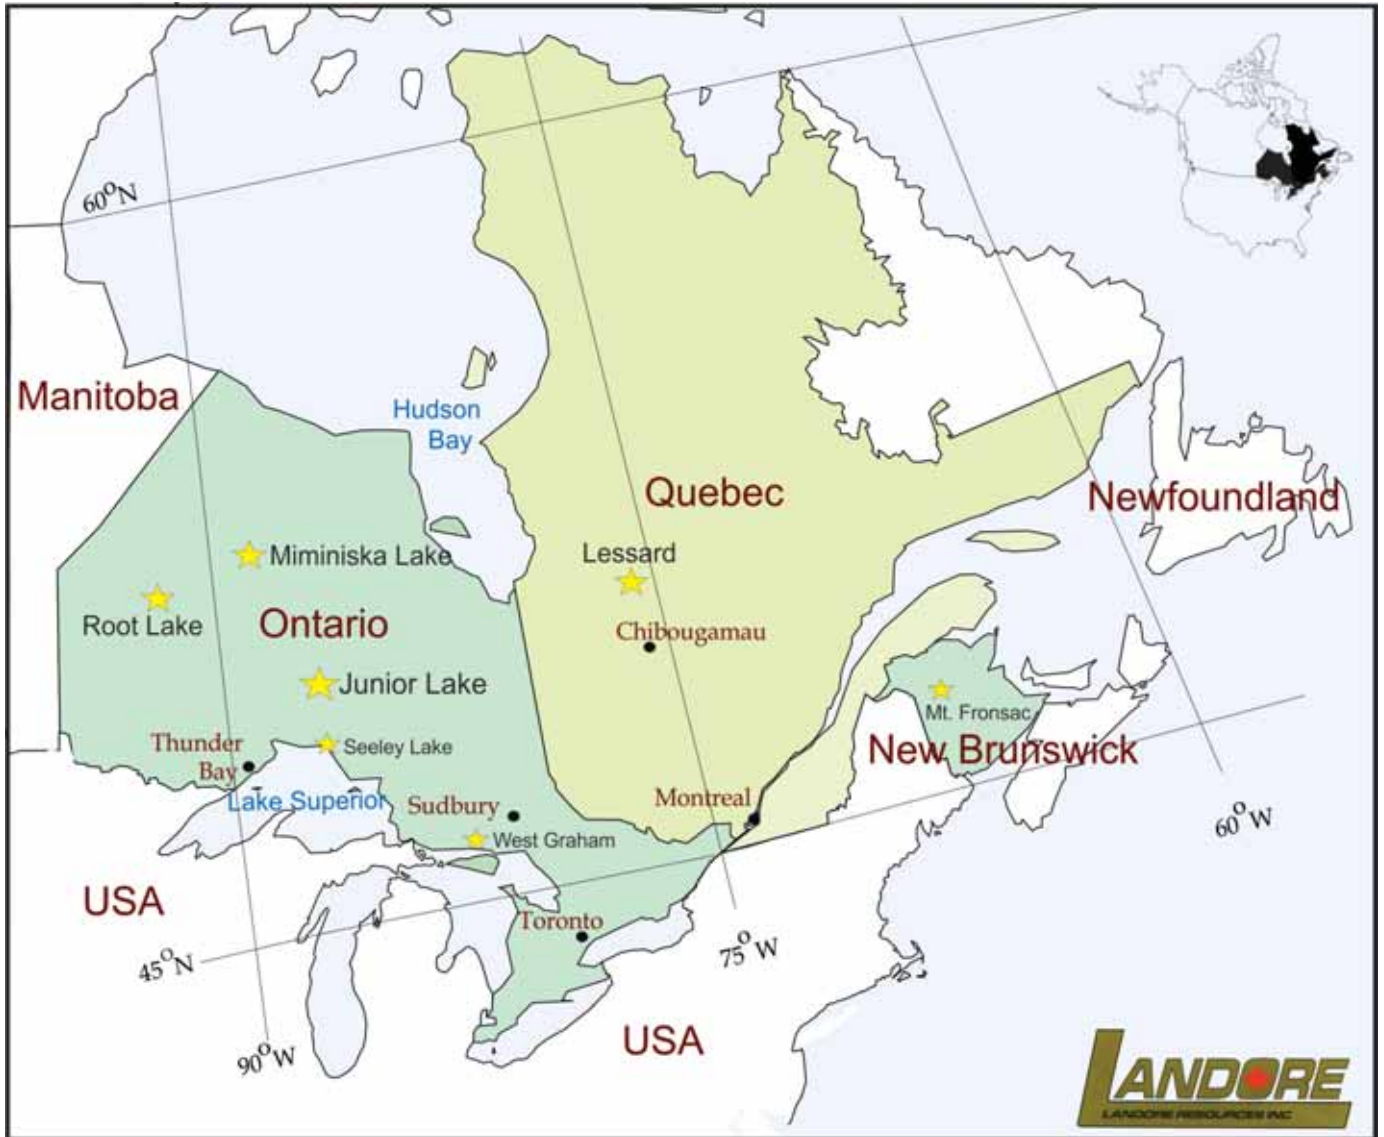 60°N
Manitoba
Hudson
Bay
Quebec
Newfoundland
Miminiska Lake
Lessard
Root Lake
Ontario
Chibougamau
Junior Lake
Mt. Fronsac
Thunder
Bay
Seeley Lake
New Brunswick
Lake Superior
Sudbury
Montreal
West Graham
60°W
USA
Toronto
45°N
75°W
USA
90°W
LANDORE
LANDORE RESOURCES INC